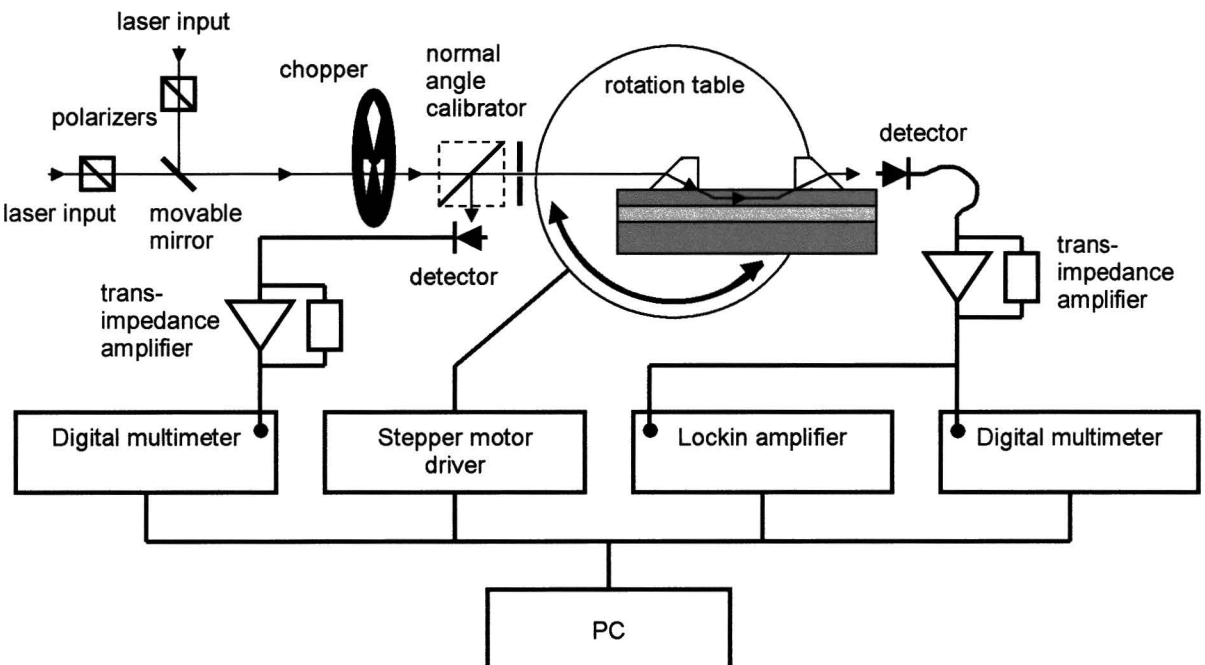 laser input
polarizers
laser input
movable
mirror
chopper
normal
angle
calibrator
detector
rotation table
detector
trans-
impedance
amplifier
trans-
impedance
amplifier
Digital multimeter
Stepper motor
driver
Lockin amplifier
Digital multimeter
PC